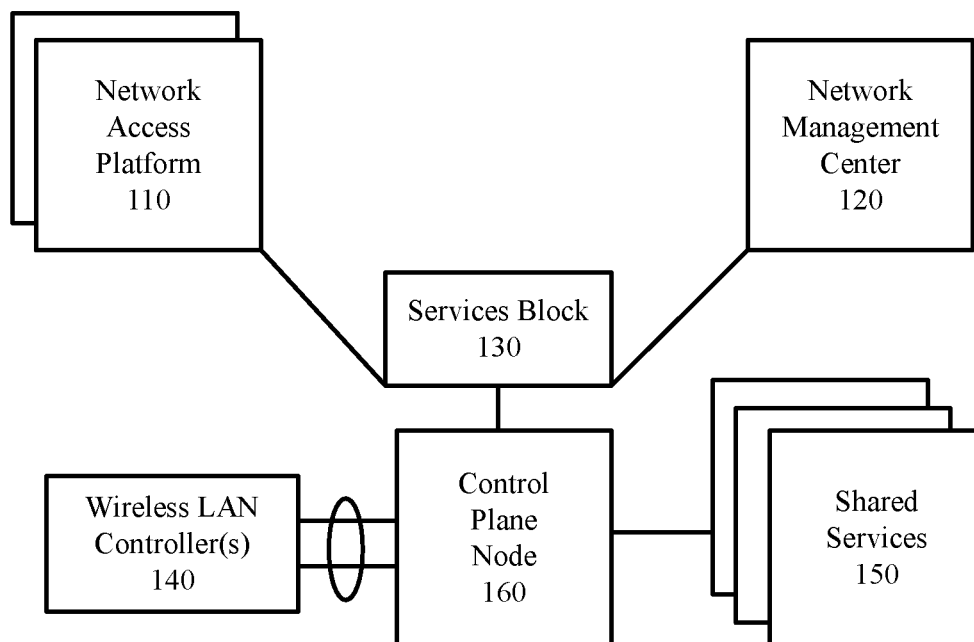 Network
Access
Platform
110
Network
Management
Center
120
Services Block
130
Wireless LAN
Controller(s)
140
Control
Plane
Node
160
Shared
Services
150